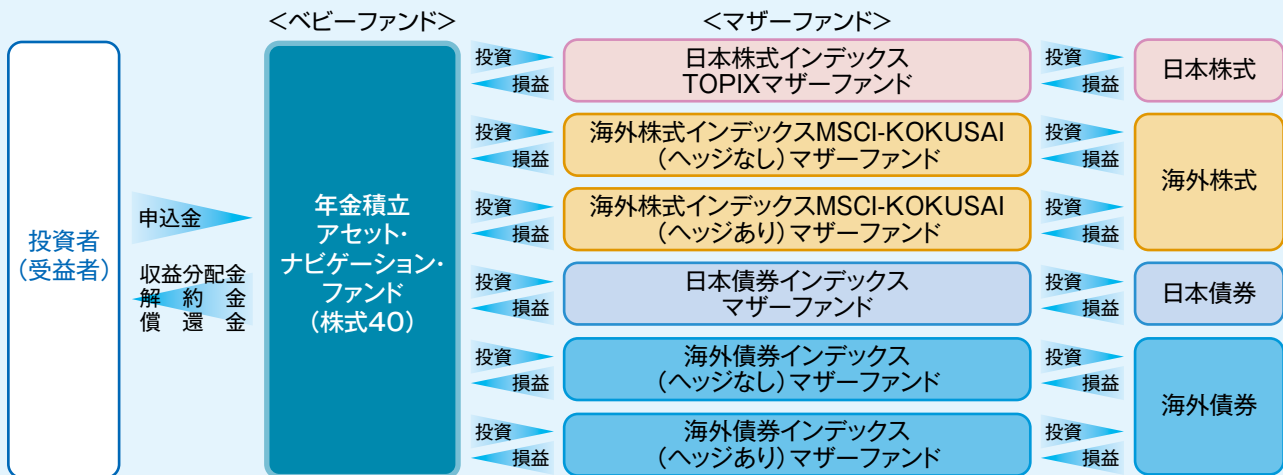 <ベビーファンド>
<マザーファンド>
投資者
(受益者)
申込金
収益分配金
解約金
償還金
年金積立
アセット・
ナビゲーション・
ファンド
(株式40)
投資
損益
日本株式インデックス
TOPIXマザーファンド
投資
損益
日本株式
投資
損益
海外株式インデックスMSCI-KOKUSAI
(ヘッジなし)マザーファンド
投資
損益
海外株式
投資
損益
海外株式インデックスMSCI-KOKUSAI
(ヘッジあり)マザーファンド
投資
損益
投資
損益
日本債券インデックス
マザーファンド
投資
損益
日本債券
投資
損益
海外債券インデックス
(ヘッジなし)マザーファンド
投資
損益
海外債券
投資
損益
海外債券インデックス
(ヘッジあり)マザーファンド
投資
損益